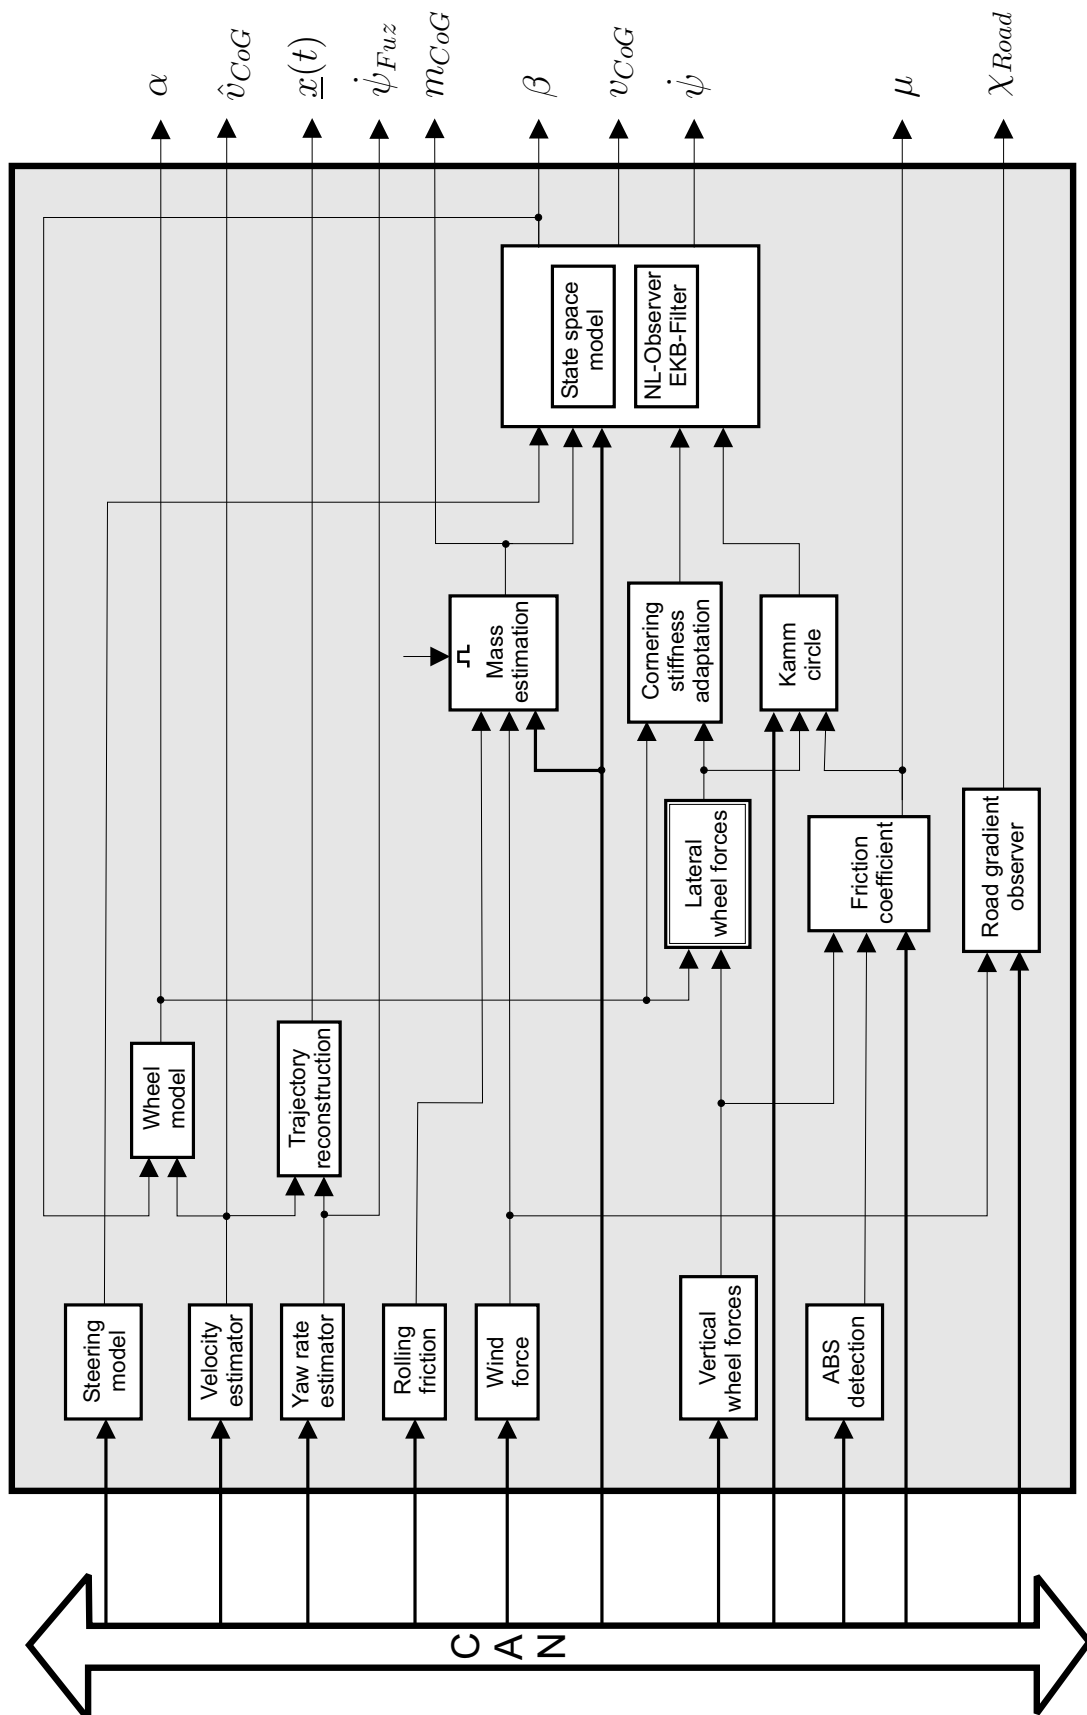 C
A
N
Steering
model
Velocity
estimator
Yaw rate
estimator
Rolling
friction
Wind
force
Vertical
wheel forces
ABS
detection
Wheel
model
Trajectory
reconstruction
Lateral
wheel forces
Friction
coefficient
Road gradient
observer
Mass
estimation
Cornering
stiffness
adaptation
Kamm
circle
State space
model
NL-Observer
EKB-Filter
α
v̂_CoG
x(t)
ψ̇_Fuz
m_CoG
β
v_CoG
ψ̇
μ
χ_Road